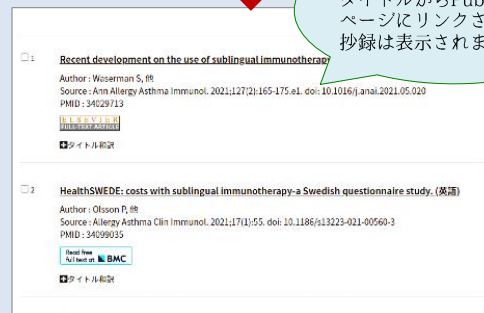 タイトルからPub
ページにリンクさ
抄録は表示されま
1
Recent development on the use of sublingual immunotherap
Author : Waserman S, 他
Source : Ann Allergy Asthma Immunol. 2021;127(2):165-175.e1. doi: 10.1016/j.anai.2021.05.020
PMID : 34029713
ELSEVIER
FULL-TEXT ARTICLE
タイトル和訳
2
HealthSWEDE: costs with sublingual immunotherapy-a Swedish questionnaire study. (英語)
Author : Olsson P, 他
Source : Allergy Asthma Clin Immunol. 2021;17(1):55. doi: 10.1186/s13223-021-00560-3
PMID : 34099035
Read free
full text at BMC
タイトル和訳